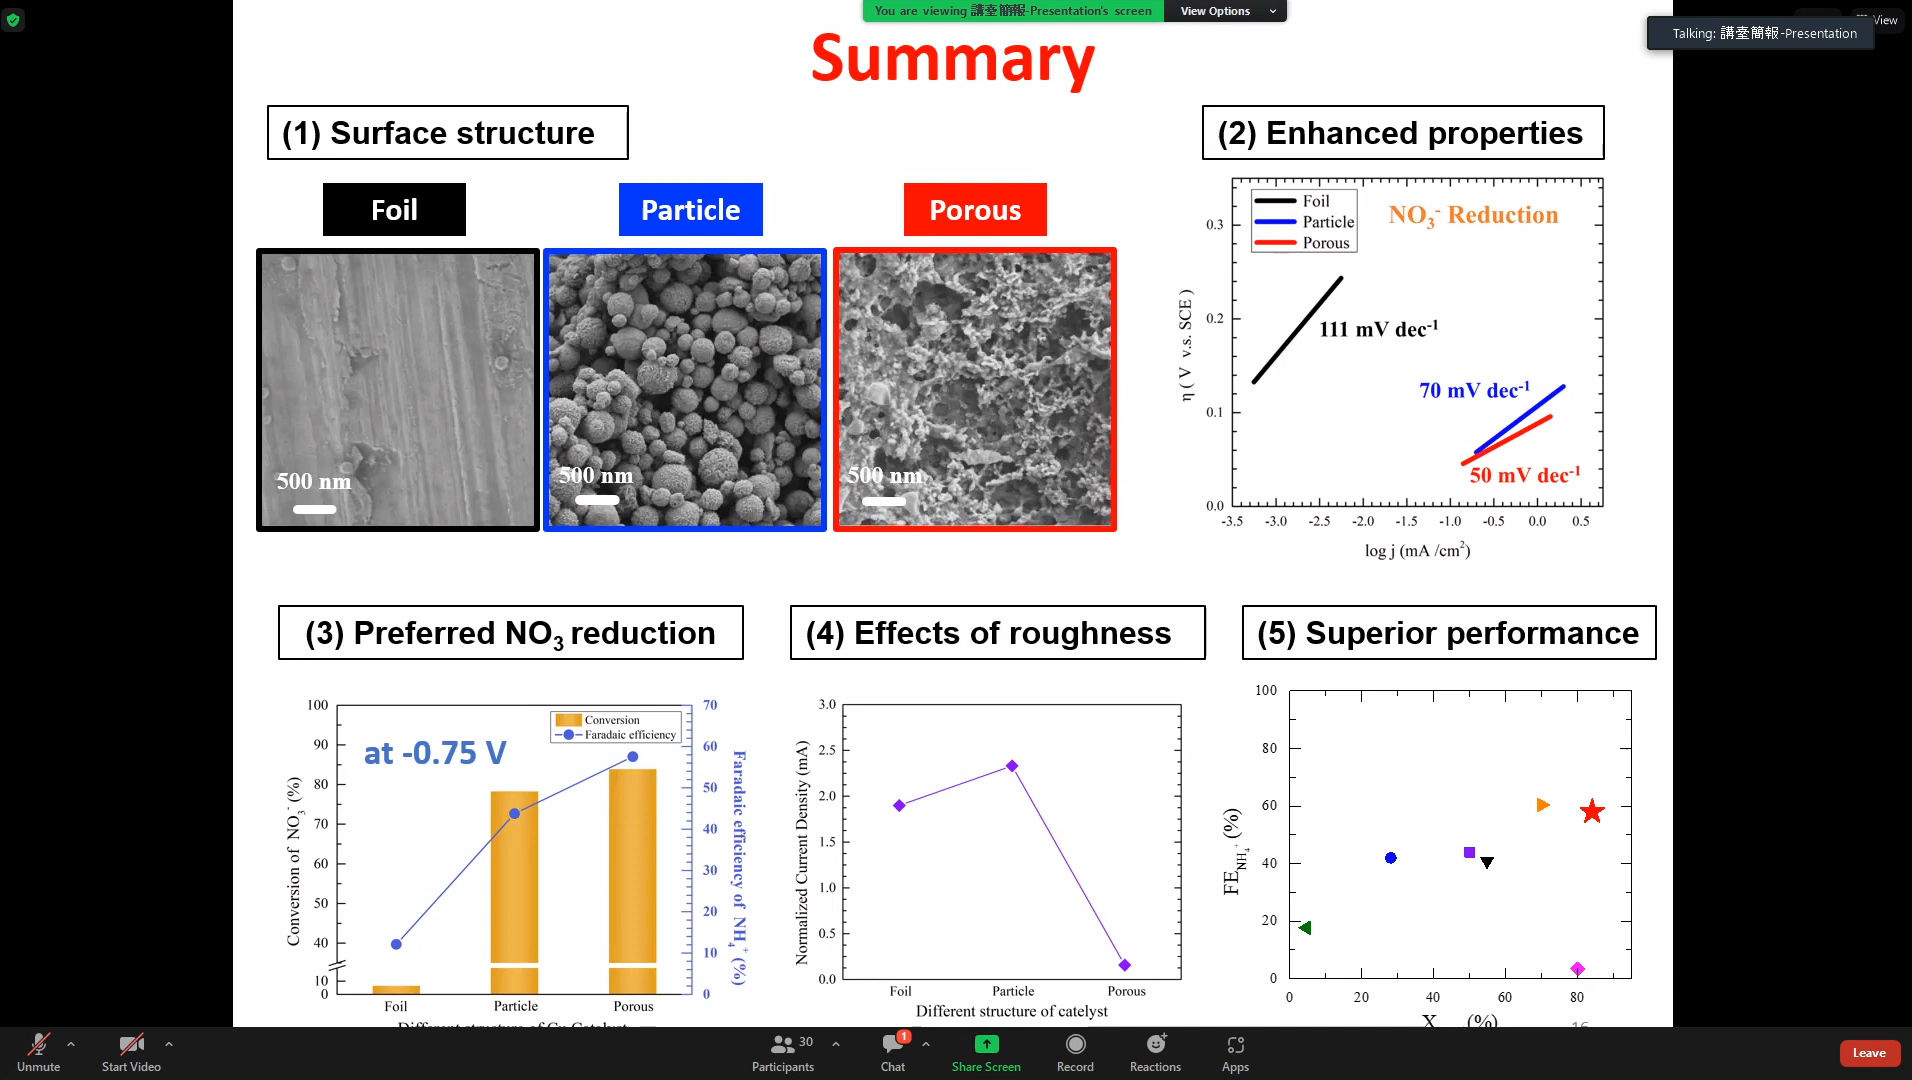 You are viewing 講臺簡報-Presentation's screen
View Options
View
Talking: 講臺簡報-Presentation
Summary
(1) Surface structure
(2) Enhanced properties
Foil
Particle
Porous
500 nm
500 nm
500 nm
Foil
Particle
Porous
NO3- Reduction
111 mV dec-1
70 mV dec-1
50 mV dec-1
η ( V v.s. SCE )
0.3
0.2
0.1
0.0
-3.5 -3.0 -2.5 -2.0 -1.5 -1.0 -0.5 0.0 0.5
log j (mA /cm2)
(3) Preferred NO3 reduction
(4) Effects of roughness
(5) Superior performance
at -0.75 V
Conversion
Faradaic efficiency
Conversion of NO3- (%)
100
90
80
70
60
50
40
10
0
70
60
50
40
30
20
10
0
Faradaic efficiency of NH4+ (%)
Foil Particle Porous
Different structure of Cu Catalyst
Normalized Current Density (mA)
3.0
2.5
2.0
1.5
1.0
0.5
0.0
Foil Particle Porous
Different structure of catelyst
FENH4+ (%)
100
80
60
40
20
0
0 20 40 60 80
X (%)
16
Unmute
Start Video
30
Participants
1
Chat
Share Screen
Record
Reactions
Apps
Leave